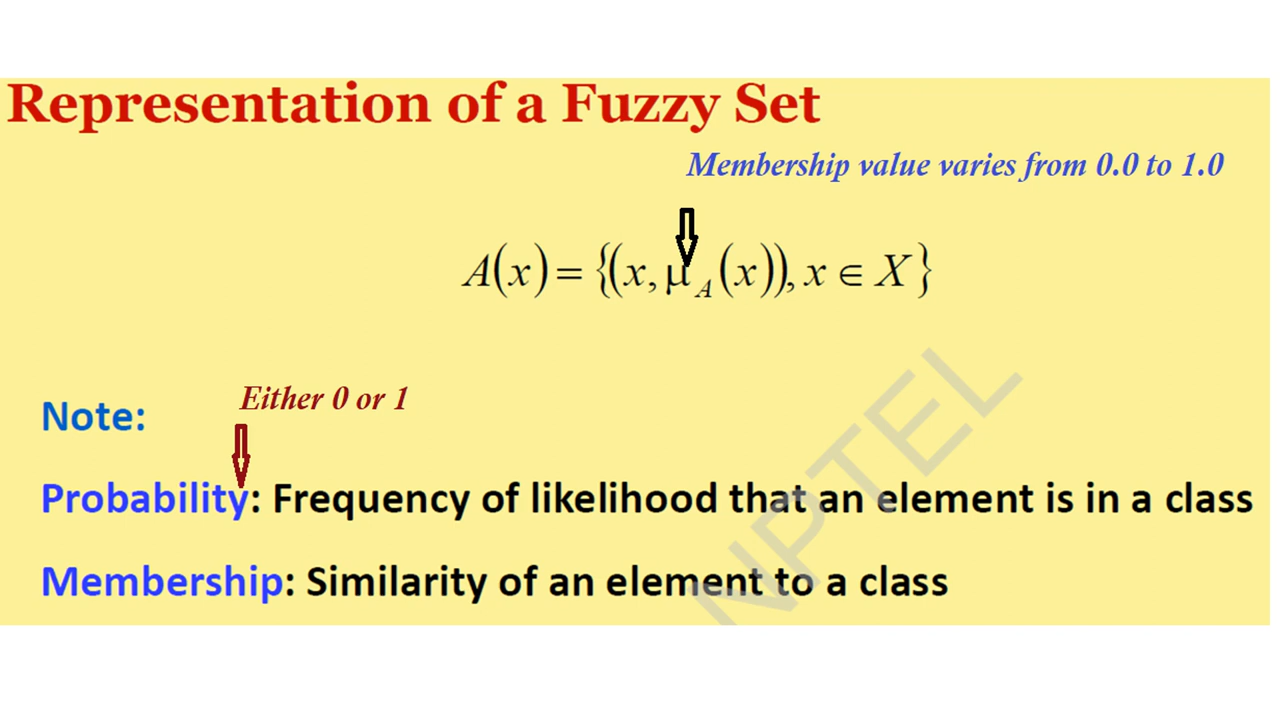 Representation of a Fuzzy Set
Membership value varies from 0.0 to 1.0
A(x) = {(x, μ_A(x)), x ∈ X}
Either 0 or 1
Note:
Probability: Frequency of likelihood that an element is in a class
Membership: Similarity of an element to a class
NPTEL